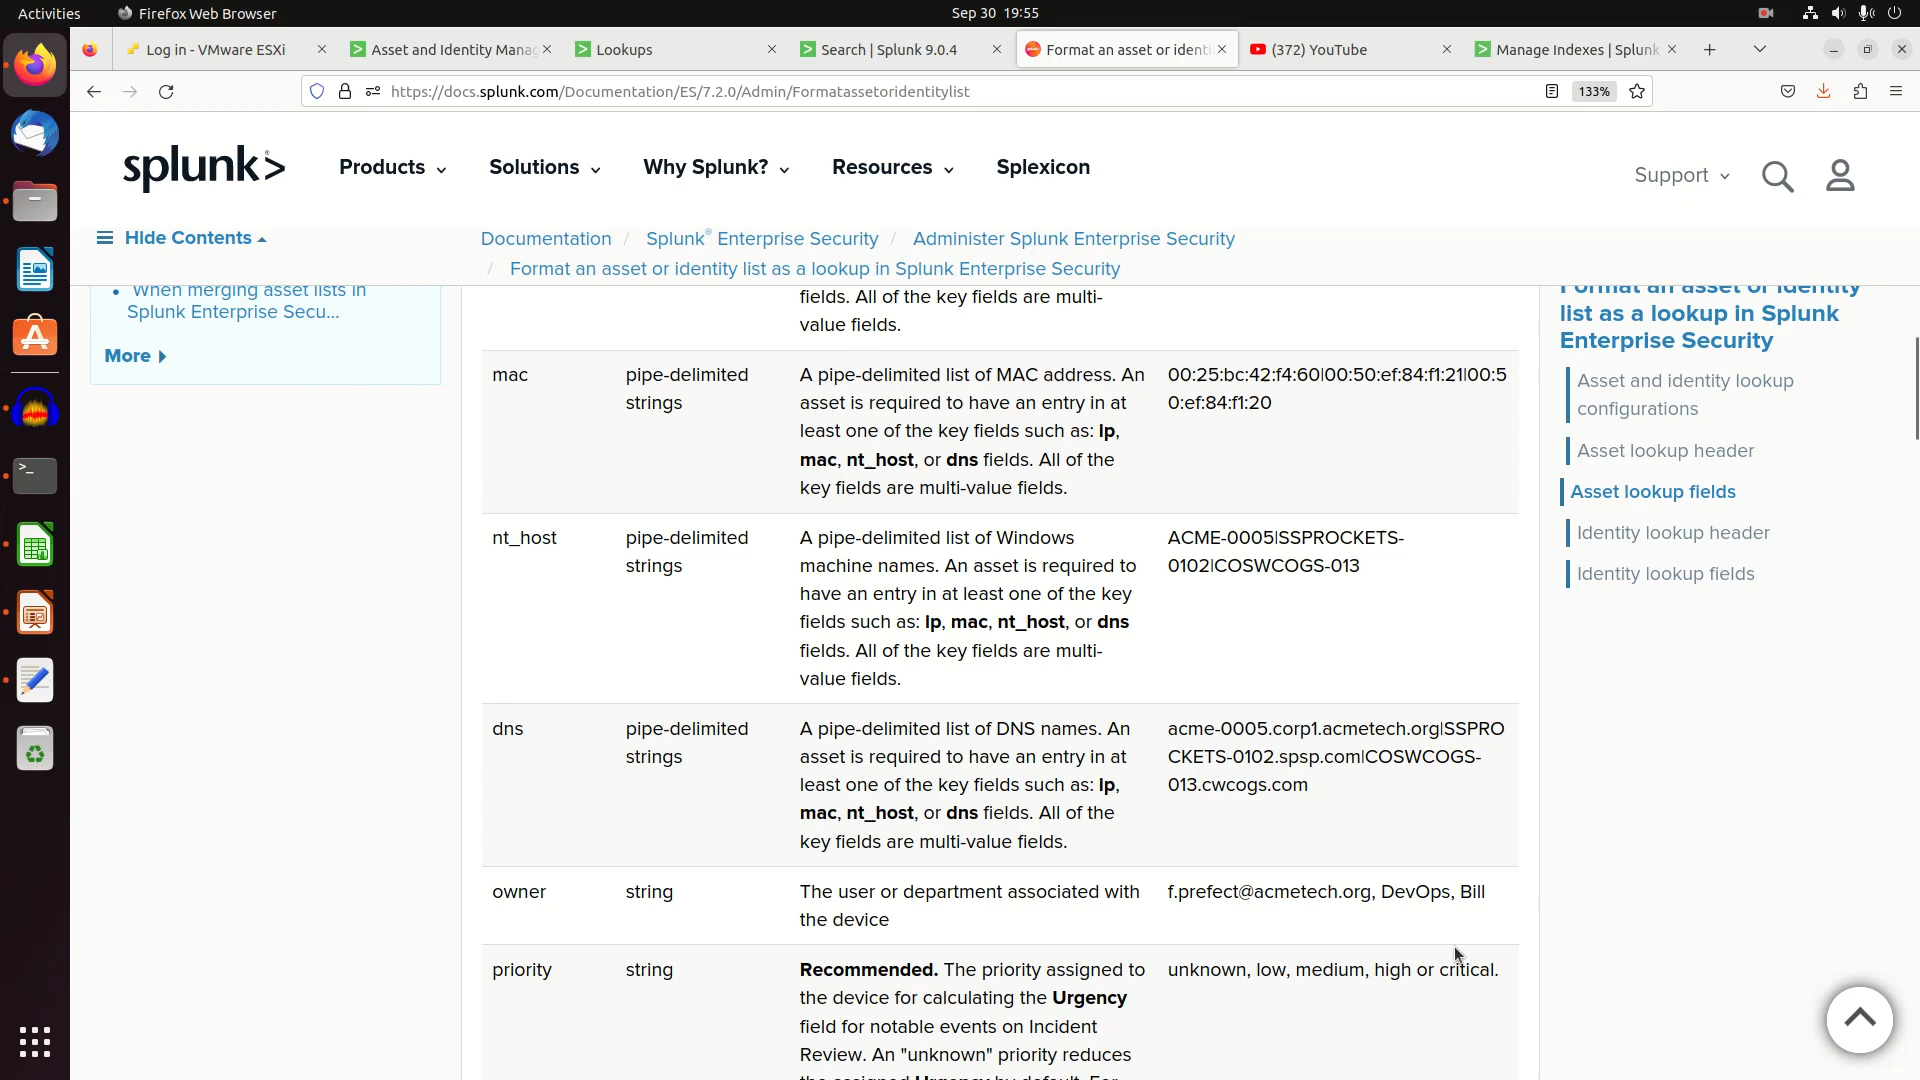 Activities
Firefox Web Browser
Sep 30 19:55
Log in - VMware ESXi
Asset and Identity Mana
Lookups
Search | Splunk 9.0.4
Format an asset or identi
(372) YouTube
Manage Indexes | Splunk
https://docs.splunk.com/Documentation/ES/7.2.0/Admin/Formatassetoridentitylist
133%
splunk>
Products
Solutions
Why Splunk?
Resources
Splexicon
Support
Hide Contents
Documentation / Splunk® Enterprise Security / Administer Splunk Enterprise Security
/ Format an asset or identity list as a lookup in Splunk Enterprise Security
When merging asset lists in
Splunk Enterprise Secu...
More
fields. All of the key fields are multi-
value fields.
mac
pipe-delimited
strings
A pipe-delimited list of MAC address. An
asset is required to have an entry in at
least one of the key fields such as: ip,
mac, nt_host, or dns fields. All of the
key fields are multi-value fields.
00:25:bc:42:f4:60|00:50:ef:84:f1:21|00:5
0:ef:84:f1:20
nt_host
pipe-delimited
strings
A pipe-delimited list of Windows
machine names. An asset is required to
have an entry in at least one of the key
fields such as: ip, mac, nt_host, or dns
fields. All of the key fields are multi-
value fields.
ACME-0005|SSPROCKETS-
0102|COSWCOGS-013
dns
pipe-delimited
strings
A pipe-delimited list of DNS names. An
asset is required to have an entry in at
least one of the key fields such as: ip,
mac, nt_host, or dns fields. All of the
key fields are multi-value fields.
acme-0005.corp1.acmetech.org|SSPRO
CKETS-0102.spsp.com|COSWCOGS-
013.cwcogs.com
owner
string
The user or department associated with
the device
f.prefect@acmetech.org, DevOps, Bill
priority
string
Recommended. The priority assigned to
the device for calculating the Urgency
field for notable events on Incident
Review. An "unknown" priority reduces
the assigned Urgency by default. For
unknown, low, medium, high or critical.
Format an asset or identity
list as a lookup in Splunk
Enterprise Security
Asset and identity lookup
configurations
Asset lookup header
Asset lookup fields
Identity lookup header
Identity lookup fields